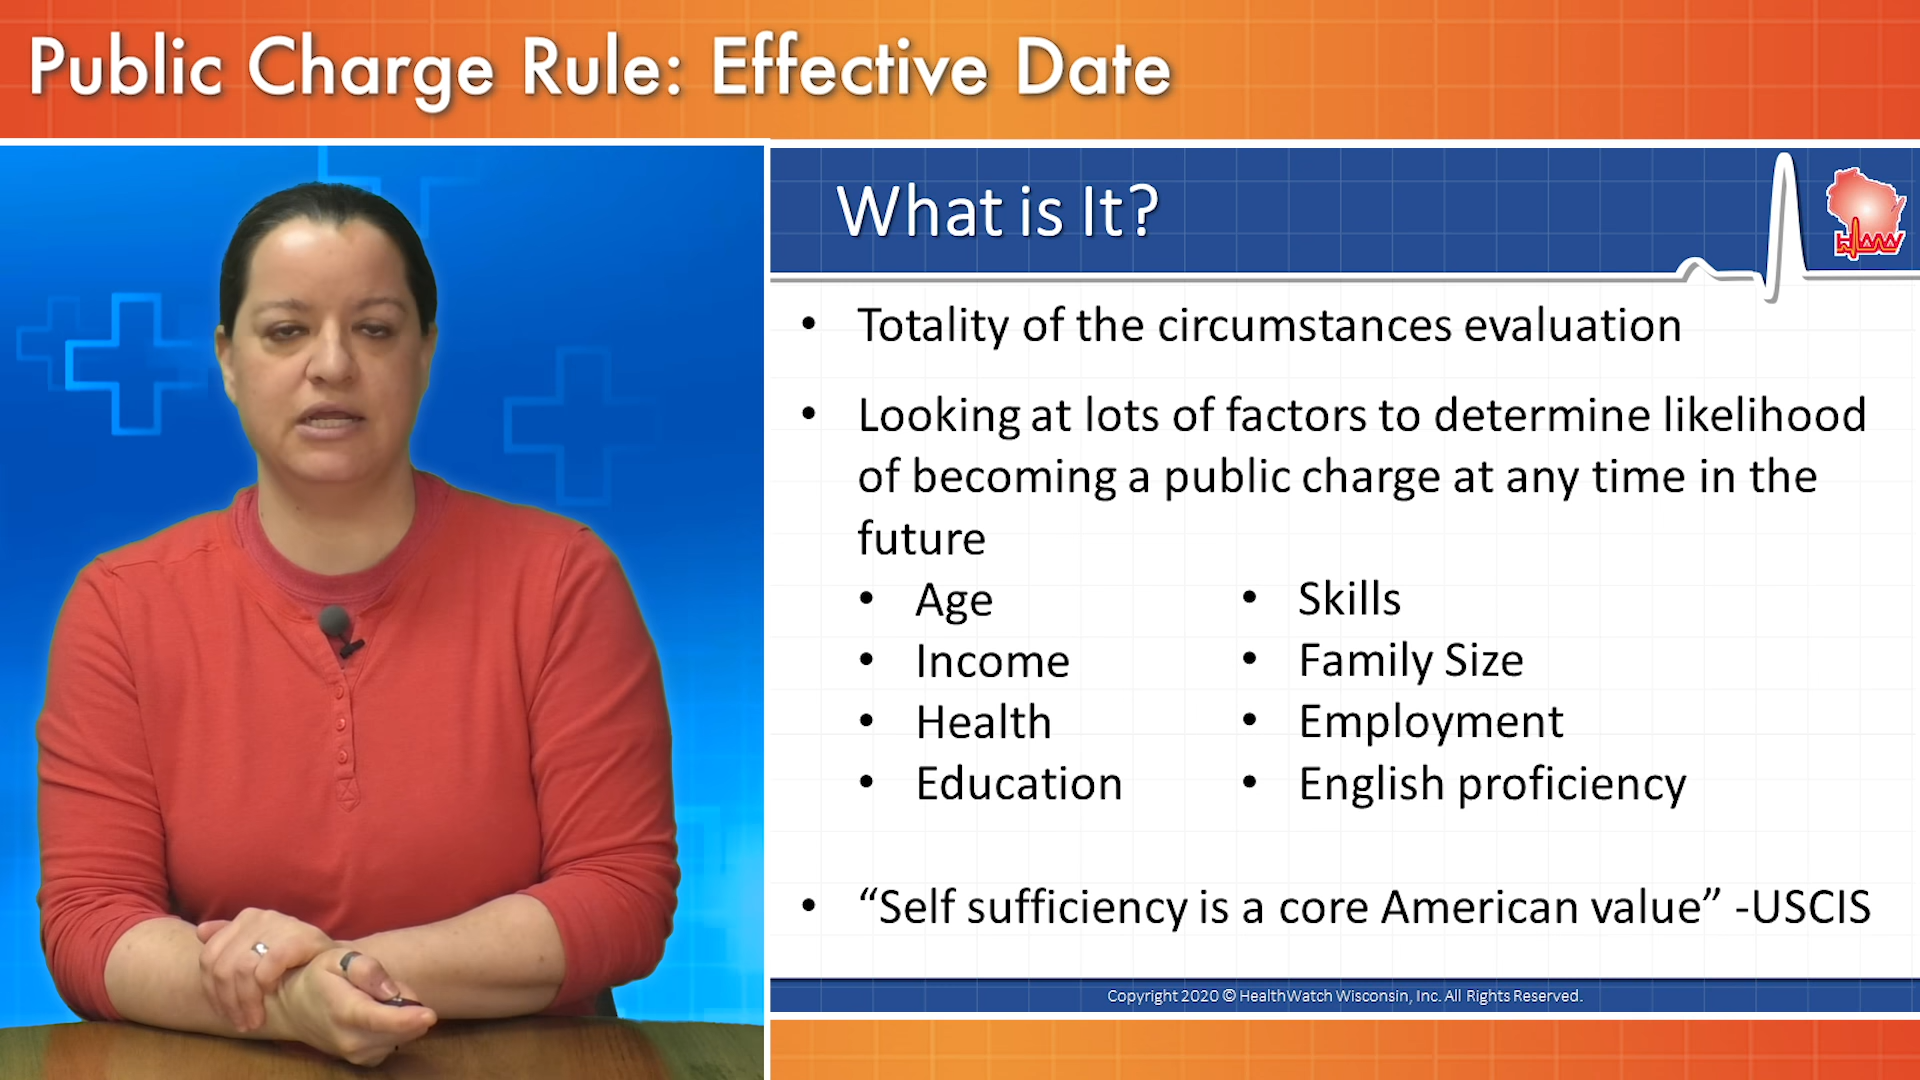 Public Charge Rule: Effective Date
What is It?
• Totality of the circumstances evaluation
• Looking at lots of factors to determine likelihood
of becoming a public charge at any time in the
future
• Age
• Income
• Health
• Education
• Skills
• Family Size
• Employment
• English proficiency
• “Self sufficiency is a core American value” -USCIS
Copyright 2020 © HealthWatch Wisconsin, Inc. All Rights Reserved.